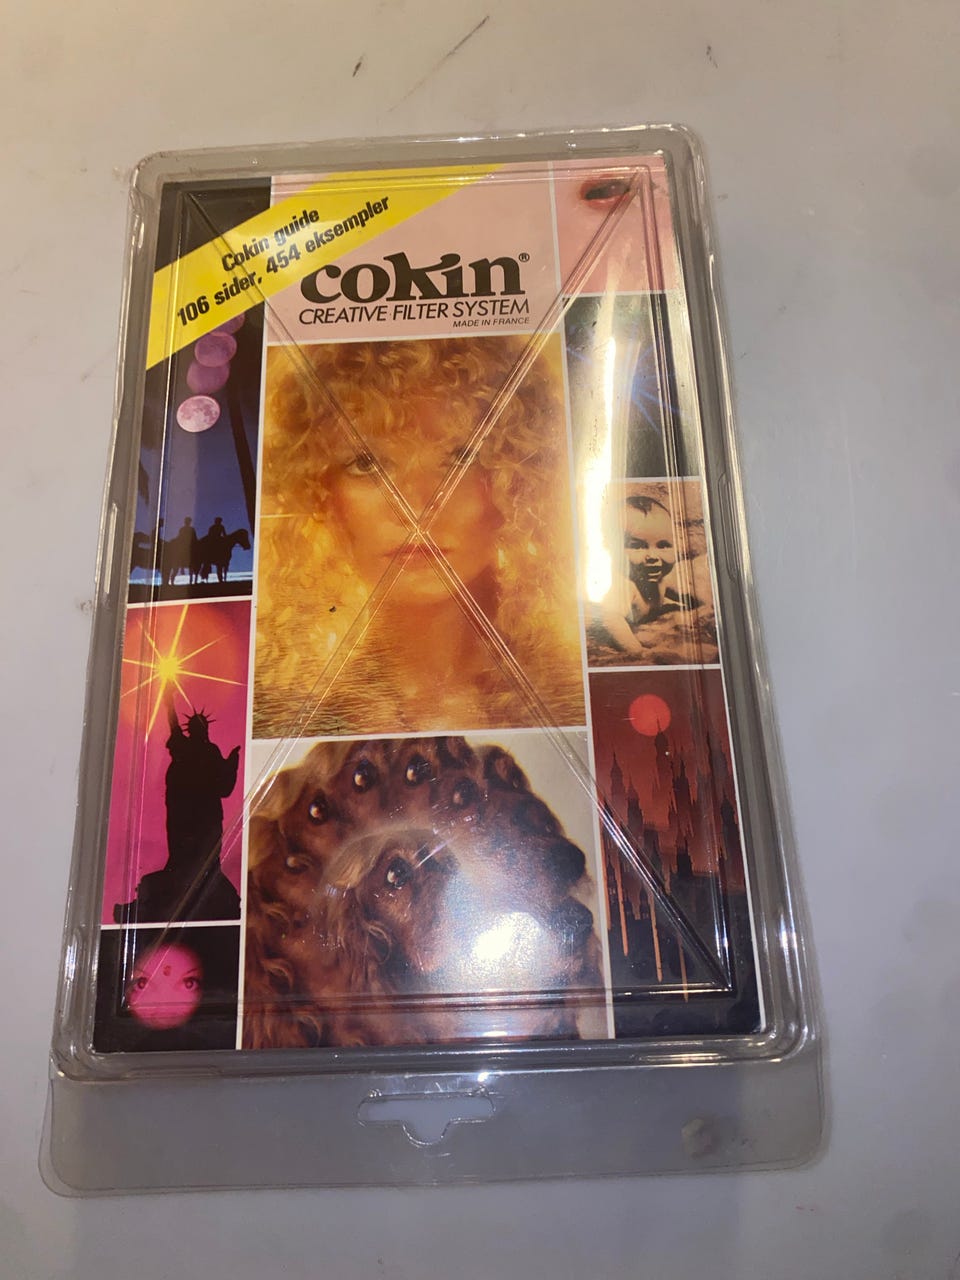 Cokin guide
106 sider, 454 eksempler
cokin®
CREATIVE FILTER SYSTEM
MADE IN FRANCE